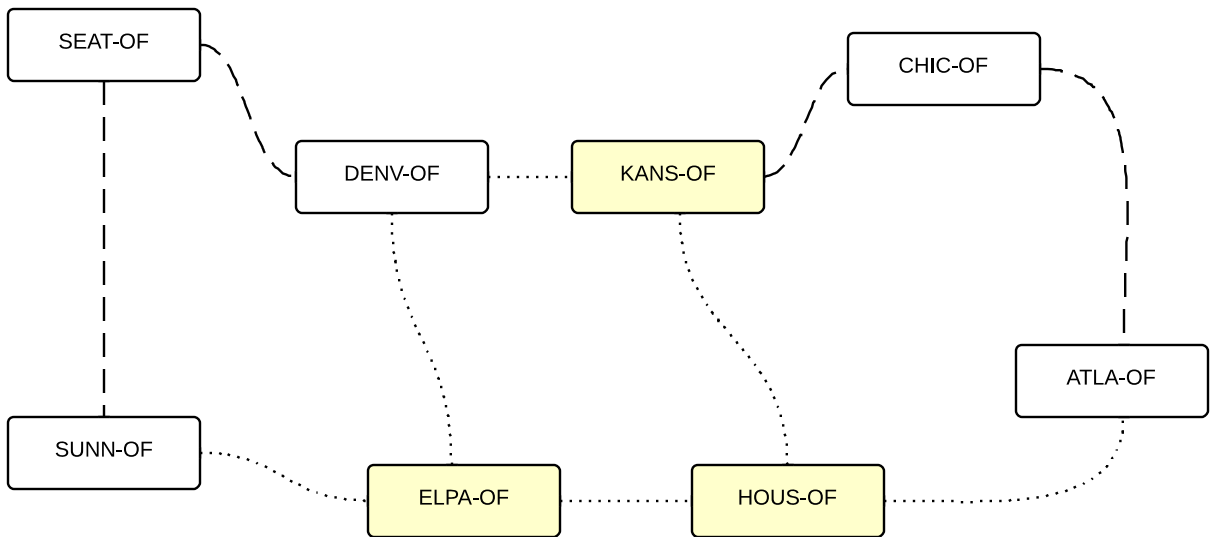 SEAT-OF
CHIC-OF
DENV-OF
KANS-OF
ATLA-OF
SUNN-OF
ELPA-OF
HOUS-OF